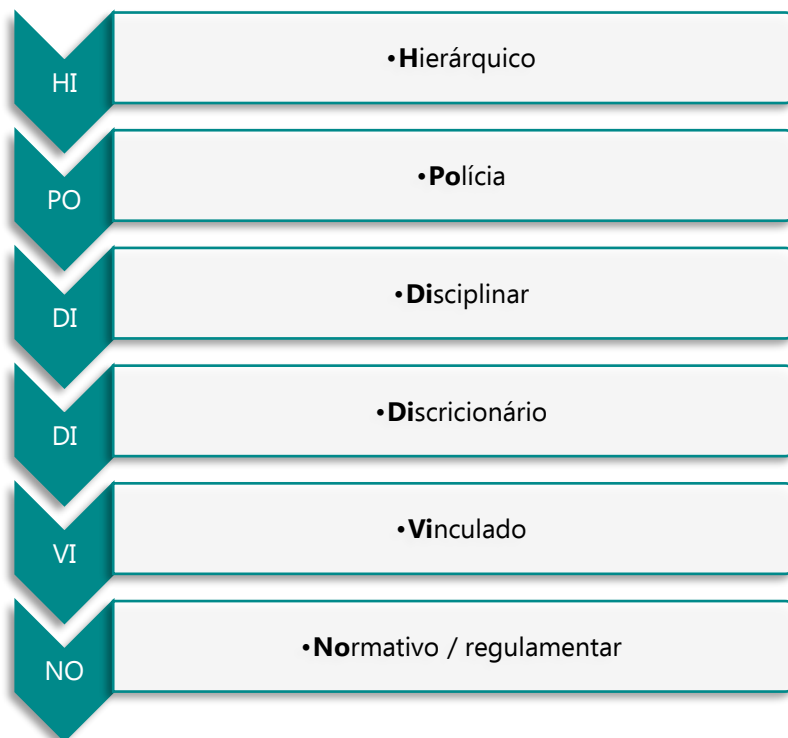 HI
•Hierárquico
PO
•Polícia
DI
•Disciplinar
DI
•Discricionário
VI
•Vinculado
NO
•Normativo / regulamentar